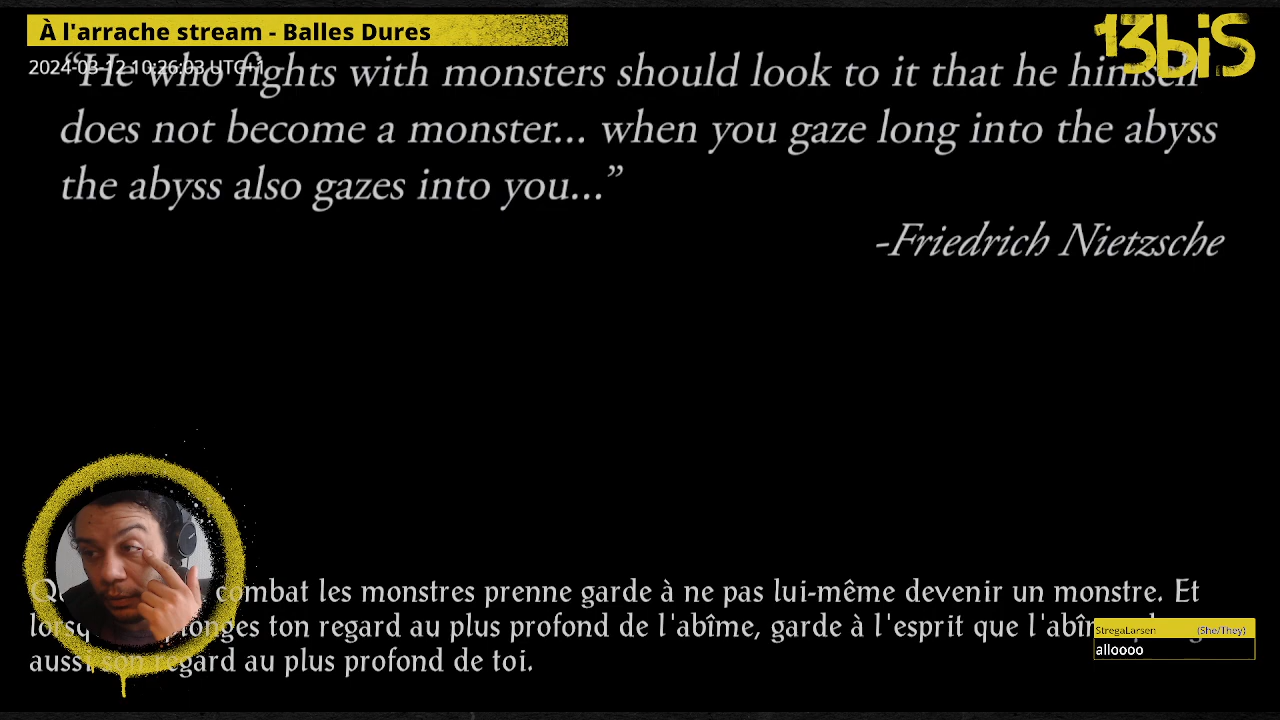 À l'arrache stream - Balles Dures
13biS
2024-03-12 10:26:03 UTC+1
“He who fights with monsters should look to it that he himself
does not become a monster... when you gaze long into the abyss
the abyss also gazes into you...”
-Friedrich Nietzsche
combat les monstres prenne garde à ne pas lui-même devenir un monstre. Et
ton regard au plus profond de l'abîme, garde à l'esprit que
aussi son regard au plus profond de toi.
StregaLarsen (She/They)
alloooo